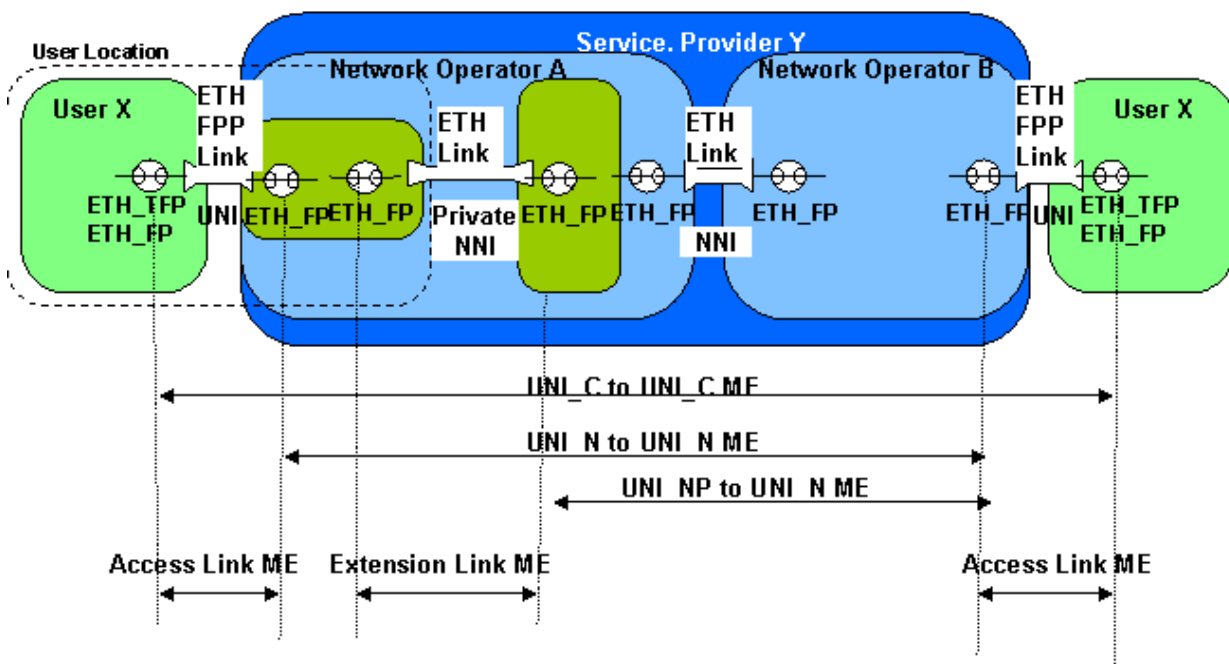 Service. Provider Y
User Location
Network Operator A
Network Operator B
User X
ETH
FPP
Link
ETH
Link
ETH
Link
ETH
FPP
Link
User X
ETH_TFP
ETH_FP
UNI
ETH_FP
ETH_FP
Private
NNI
ETH_FP
ETH_FP
NNI
ETH_FP
ETH_FP
UNI
ETH_TFP
ETH_FP
UNI_C to UNI_C ME
UNI_N to UNI_N ME
UNI_NP to UNI_N ME
Access Link ME
Extension Link ME
Access Link ME